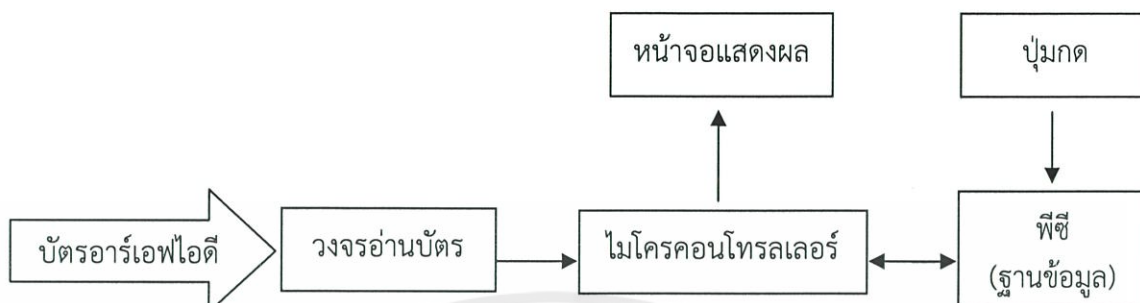 หน้าจอแสดงผล
ปุ่มกด
บัตรอาร์เอฟไอดี
วงจรอ่านบัตร
ไมโครคอนโทรลเลอร์
พีซี
(ฐานข้อมูล)